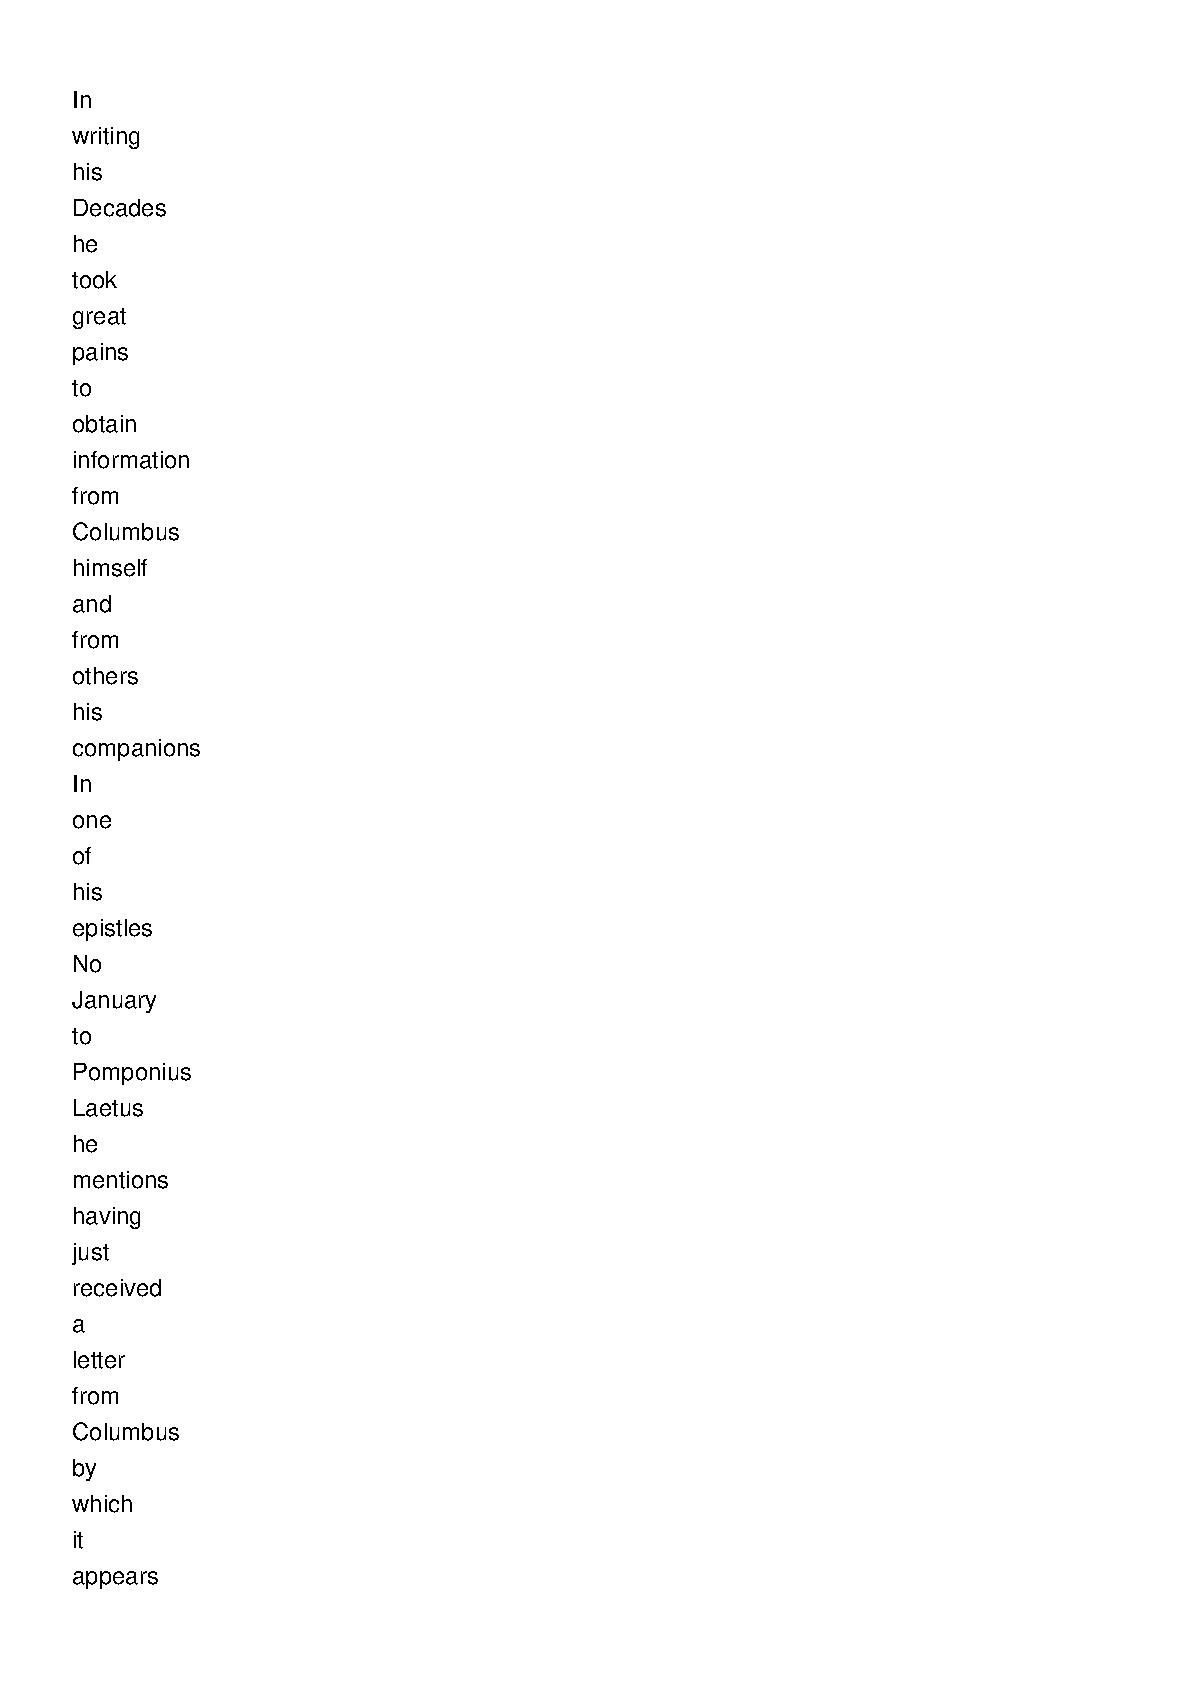 In
writing
his
Decades
he
took
great
pains
to
obtain
information
from
Columbus
himself
and
from
others
his
companions
In
one
of
his
epistles
No
January
to
Pomponius
Laetus
he
mentions
having
just
received
a
letter
from
Columbus
by
which
it
appears